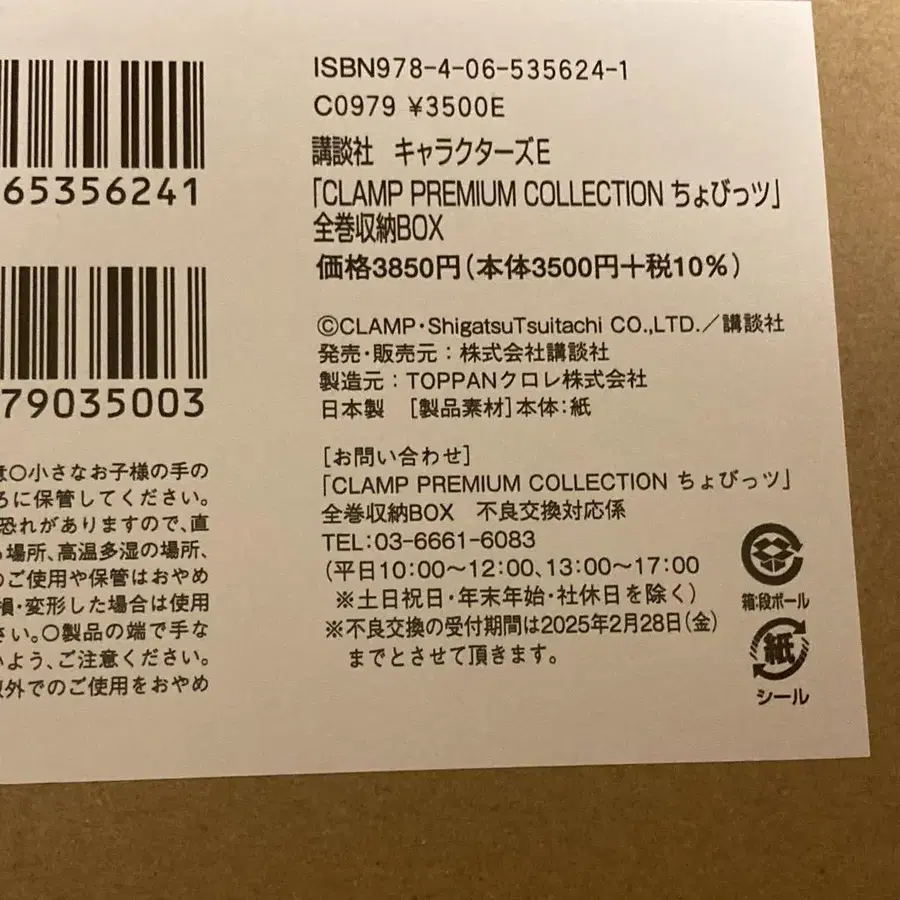 ISBN978-4-06-535624-1
C0979 ¥3500E
講談社 キャラクターズE
「CLAMP PREMIUM COLLECTION ちょびっツ」
全巻収納BOX
価格3850円(本体3500円+税10%)
©CLAMP・ShigatsuTsuitachi CO.,LTD./講談社
発売・販売元:株式会社講談社
製造元:TOPPANクロレ株式会社
日本製 [製品素材]本体:紙
[お問い合わせ]
「CLAMP PREMIUM COLLECTION ちょびっツ」
全巻収納BOX 不良交換対応係
TEL:03-6661-6083
(平日10:00~12:00、13:00~17:00
※土日祝日・年末年始・社休日を除く)
※不良交換の受付期間は2025年2月28日(金)
までとさせて頂きます。
65356241
79035003
○小さなお子様の手の
に保管してください。
恐れがありますので、直
場所、高温多湿の場所、
のご使用や保管はおやめ
損・変形した場合は使用
さい。○製品の端で手な
いよう、ご注意ください。
以外でのご使用をおやめ
箱:段ボール
紙
シール